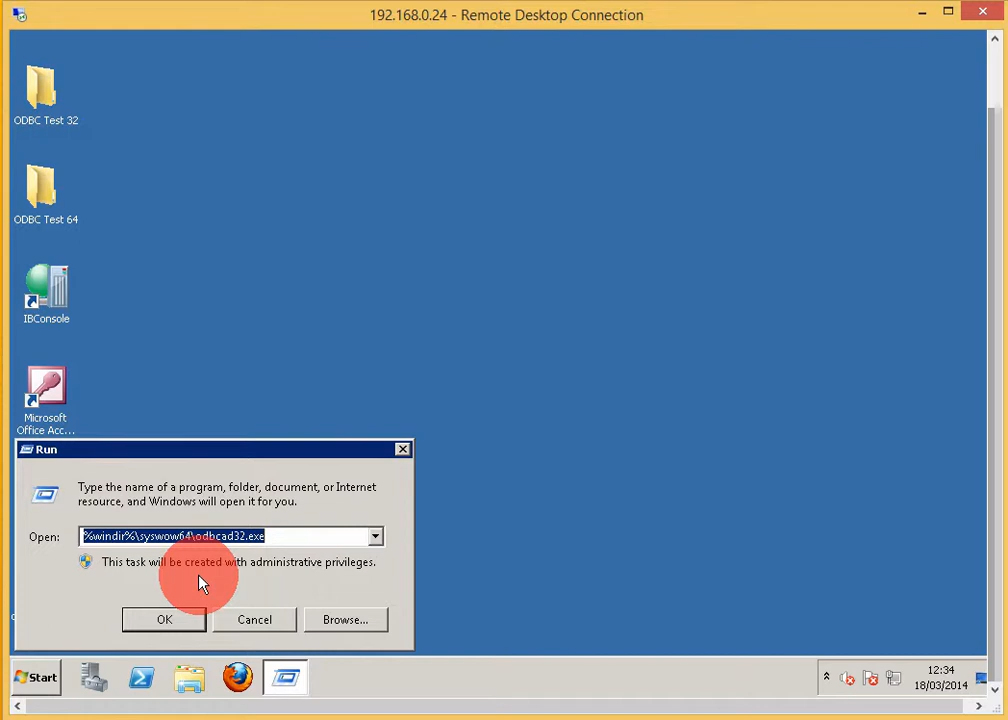 192.168.0.24 - Remote Desktop Connection
ODBC Test 32
ODBC Test 64
IBConsole
Microsoft
Office Acc...
Run
Type the name of a program, folder, document, or Internet
resource, and Windows will open it for you.
Open:
%windir%\syswow64\odbcad32.exe
This task will be created with administrative privileges.
OK
Cancel
Browse...
Start
12:34
18/03/2014